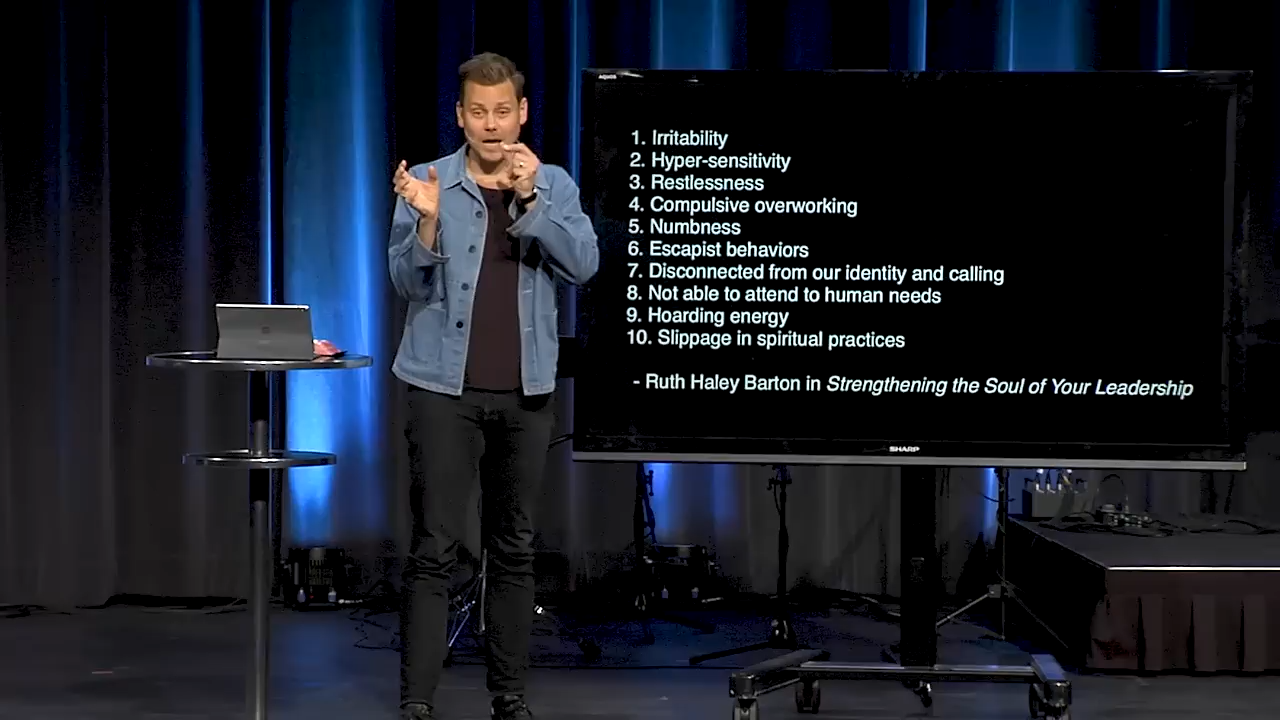 AQUOS
1. Irritability
2. Hyper-sensitivity
3. Restlessness
4. Compulsive overworking
5. Numbness
6. Escapist behaviors
7. Disconnected from our identity and calling
8. Not able to attend to human needs
9. Hoarding energy
10. Slippage in spiritual practices
- Ruth Haley Barton in Strengthening the Soul of Your Leadership
SHARP